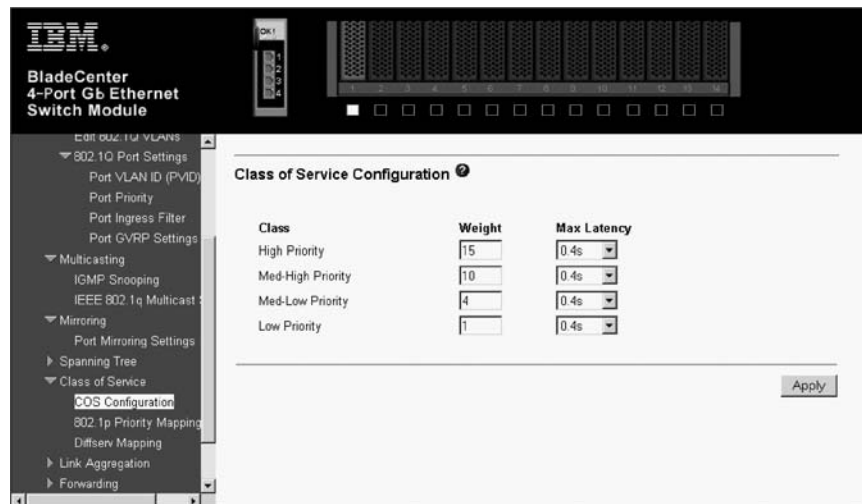 IBM.
BladeCenter
4-Port Gb Ethernet
Switch Module
OK!
1
2
3
4
1 2 3 4 5 6 7 8 9 10 11 12 13 14
Edit 802.1Q VLANs
802.1Q Port Settings
Port VLAN ID (PVID)
Port Priority
Port Ingress Filter
Port GVRP Settings
Multicasting
IGMP Snooping
IEEE 802.1q Multicast
Mirroring
Port Mirroring Settings
Spanning Tree
Class of Service
COS Configuration
802.1p Priority Mapping
Diffserv Mapping
Link Aggregation
Forwarding
Class of Service Configuration ?
Class Weight Max Latency
High Priority 15 0.4s
Med-High Priority 10 0.4s
Med-Low Priority 4 0.4s
Low Priority 1 0.4s
Apply